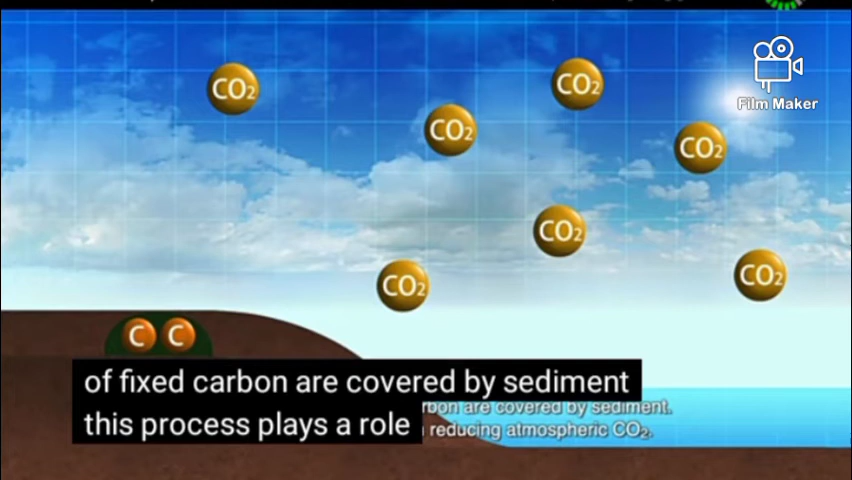 CO₂
CO₂
Film Maker
CO₂
CO₂
CO₂
CO₂
CO₂
C C
of fixed carbon are covered by sediment
this process plays a role
are covered by sediment.
reducing atmospheric CO₂.